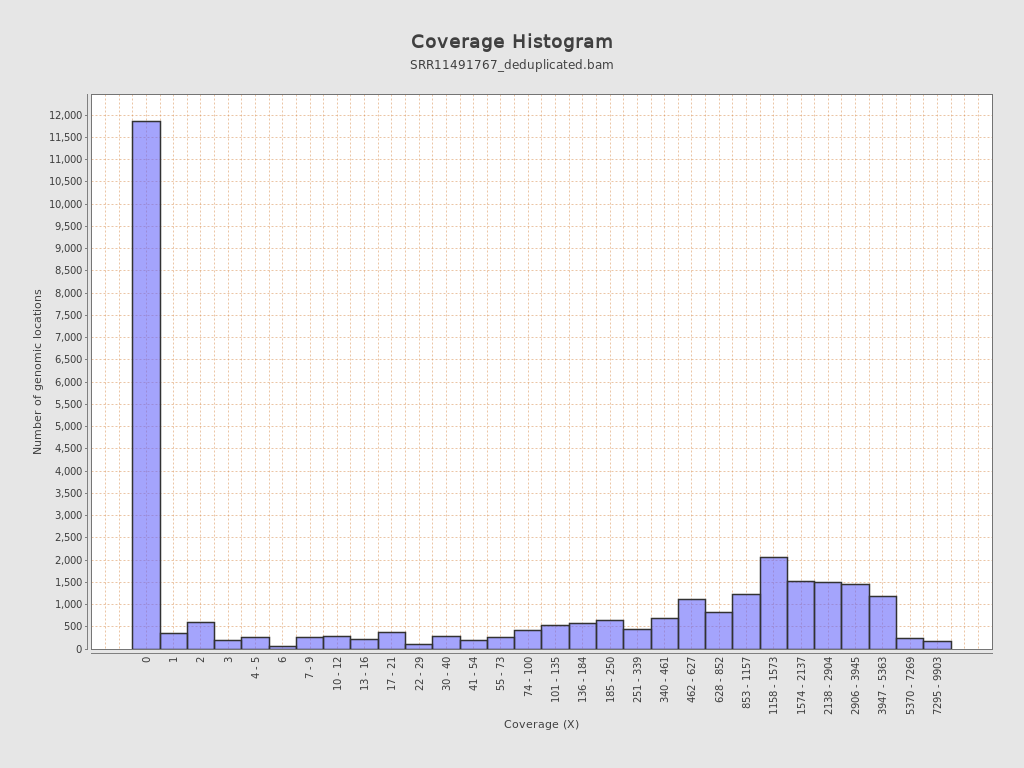 Coverage Histogram
SRR11491767_deduplicated.bam
12,000
11,500
11,000
10,500
10,000
9,500
9,000
8,500
8,000
7,500
7,000
6,500
6,000
5,500
5,000
4,500
4,000
3,500
3,000
2,500
2,000
1,500
1,000
500
0
Number of genomic locations
0
1
2
3
4 - 5
6
7 - 9
10 - 12
13 - 16
17 - 21
22 - 29
30 - 40
41 - 54
55 - 73
74 - 100
101 - 135
136 - 184
185 - 250
251 - 339
340 - 461
462 - 627
628 - 852
853 - 1157
1158 - 1573
1574 - 2137
2138 - 2904
2906 - 3945
3947 - 5363
5370 - 7269
7295 - 9903
Coverage (X)